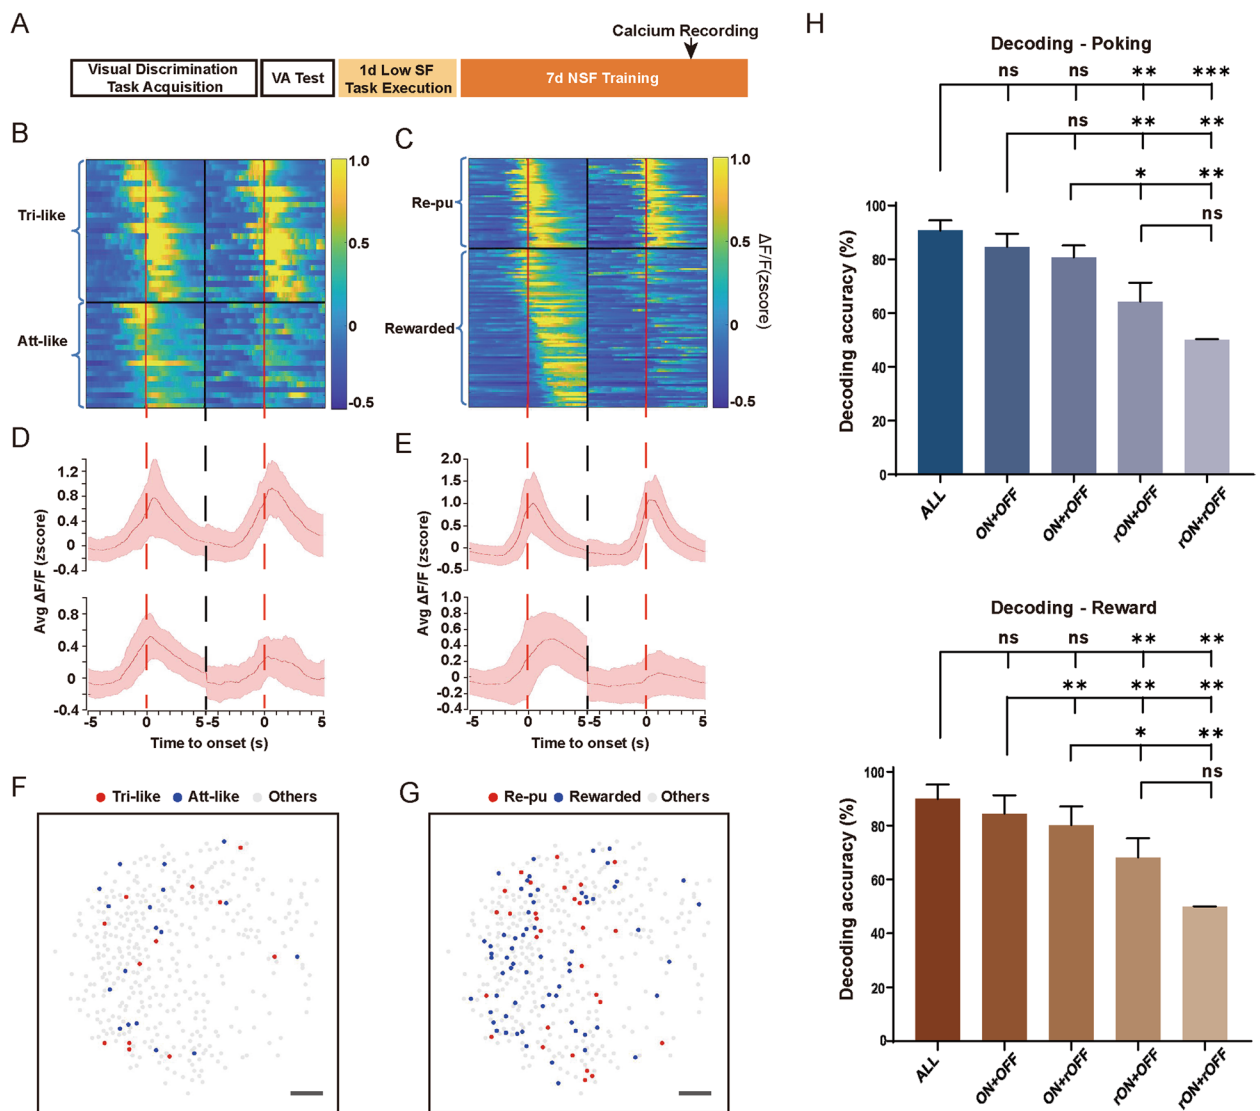 A
Calcium Recording
Visual Discrimination
Task Acquisition
VA Test
1d Low SF
Task Execution
7d NSF Training
B
Tri-like
Att-like
1.0
0.5
0
-0.5
C
Re-pu
Rewarded
1.0
0.5
0
-0.5
ΔF/F(zscore)
D
Avg ΔF/F (zscore)
1.2
0.8
0.4
0
-0.4
0.8
0.4
0
-0.4
-5 0 5 -5 0 5
Time to onset (s)
E
Avg ΔF/F (zscore)
2.0
1.5
1.0
0.5
0
-0.5
1.0
0.8
0.6
0.4
0.2
0
-0.2
-0.4
-5 0 5 -5 0 5
Time to onset (s)
F
Tri-like Att-like Others
G
Re-pu Rewarded Others
H
Decoding - Poking
ns ns ** ***
ns ** **
* **
ns
Decoding accuracy (%)
100
80
60
40
20
0
ALL ON+OFF ON+rOFF rON+OFF rON+rOFF
Decoding - Reward
ns ns ** **
** ** **
* **
ns
Decoding accuracy (%)
100
80
60
40
20
0
ALL ON+OFF ON+rOFF rON+OFF rON+rOFF